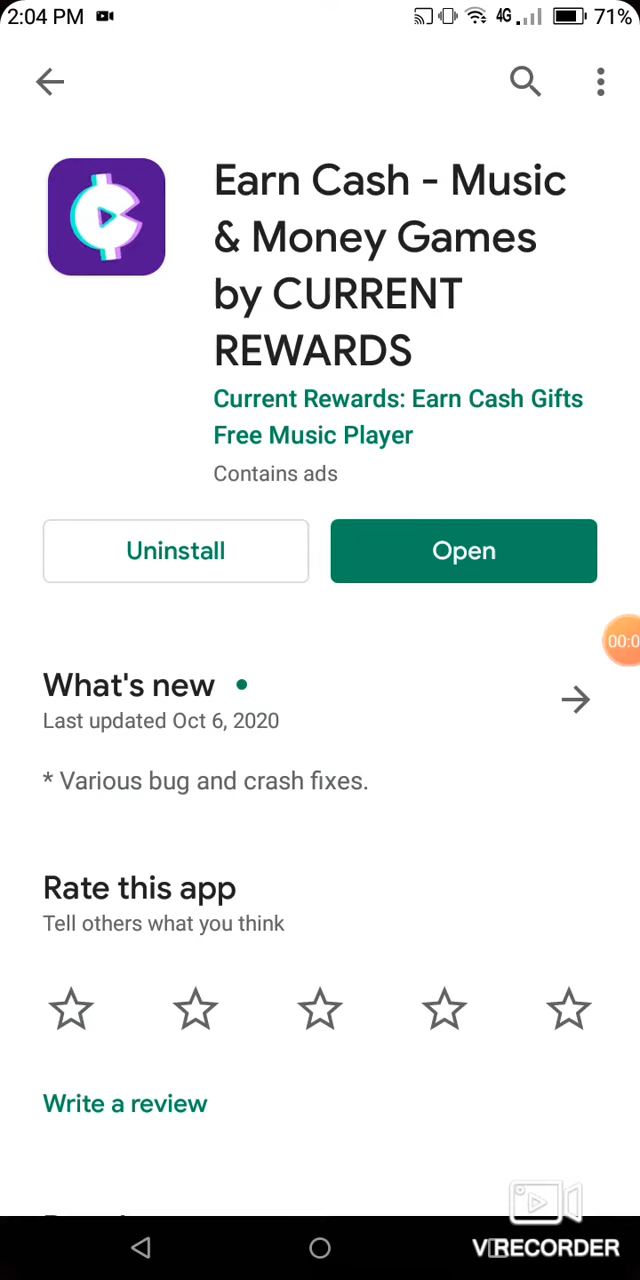 2:04 PM 4G 71%
Earn Cash - Music
& Money Games
by CURRENT
REWARDS
Current Rewards: Earn Cash Gifts
Free Music Player
Contains ads
Uninstall Open
00:0
What's new
Last updated Oct 6, 2020
* Various bug and crash fixes.
Rate this app
Tell others what you think
Write a review
VRECORDER